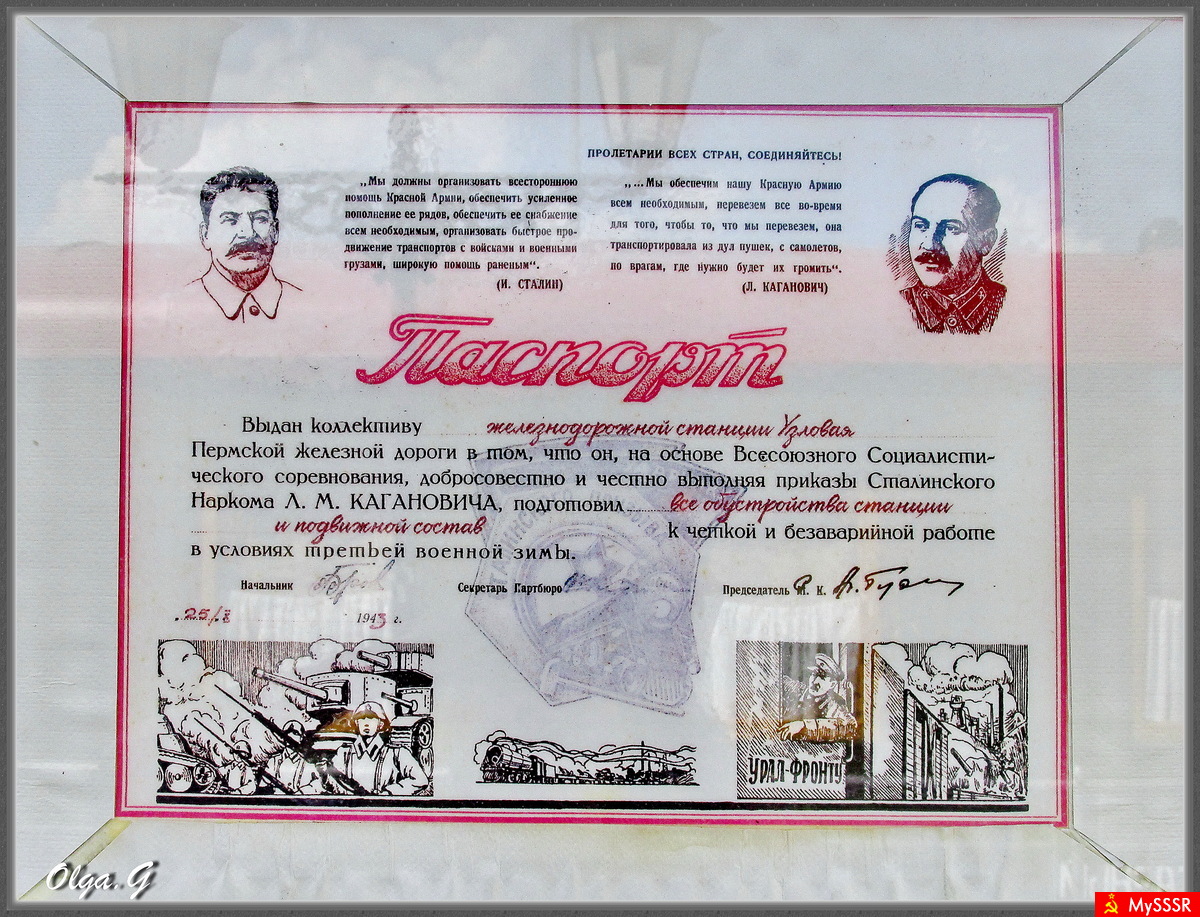 ПРОЛЕТАРИИ ВСЕХ СТРАН, СОЕДИНЯЙТЕСЬ!
„Мы должны организовать всестороннюю
помощь Красной Армии, обеспечить усиленное
пополнение ее рядов, обеспечить ее снабжение
всем необходимым, организовать быстрое про-
движение транспортов с войсками и военными
грузами, широкую помощь раненым“.
(И. СТАЛИН)
„...Мы обеспечим нашу Красную Армию
всем необходимым, перевезем все во-время
для того, чтобы то, что мы перевезем, она
транспортировала из дул пушек, с самолетов,
по врагам, где нужно будет их громить“.
(Л. КАГАНОВИЧ)
Паспорт
Выдан коллективу железнодорожной станции Узловая
Пермской железной дороги в том, что он, на основе Всесоюзного Социалисти-
ческого соревнования, добросовестно и честно выполняя приказы Сталинского
Наркома Л. М. КАГАНОВИЧА, подготовил все обустройства станции
и подвижной состав к четкой и безаварийной работе
в условиях третьей военной зимы.
Начальник
Секретарь Партбюро
Председатель М. К.
25/X 1943 г.
УРАЛ-ФРОНТУ
Olga.G
MySSSR